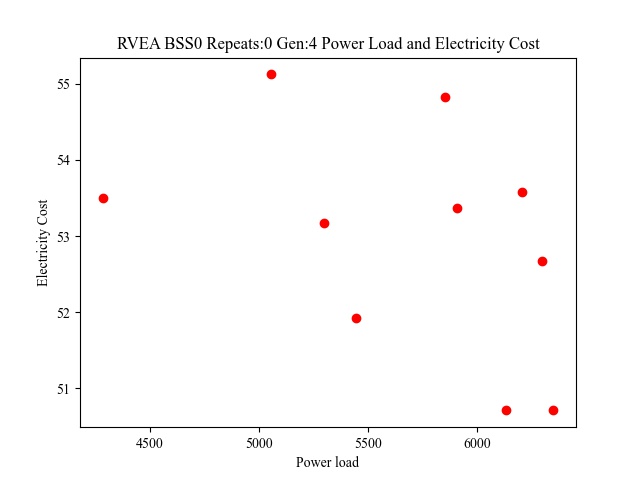 RVEA BSS0 Repeats:0 Gen:4 Power Load and Electricity Cost
55
54
53
52
51
Electricity Cost
4500 5000 5500 6000
Power load